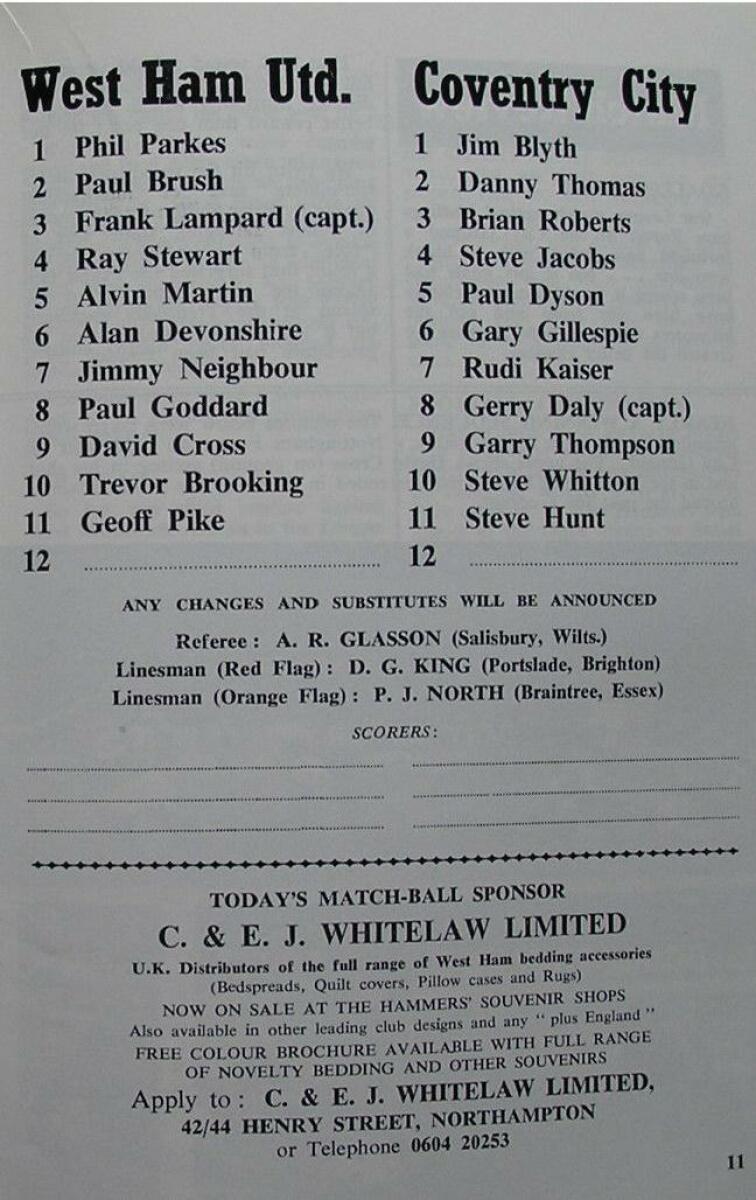 West Ham Utd.
1 Phil Parkes
2 Paul Brush
3 Frank Lampard (capt.)
4 Ray Stewart
5 Alvin Martin
6 Alan Devonshire
7 Jimmy Neighbour
8 Paul Goddard
9 David Cross
10 Trevor Brooking
11 Geoff Pike
12
Coventry City
1 Jim Blyth
2 Danny Thomas
3 Brian Roberts
4 Steve Jacobs
5 Paul Dyson
6 Gary Gillespie
7 Rudi Kaiser
8 Gerry Daly (capt.)
9 Garry Thompson
10 Steve Whitton
11 Steve Hunt
12
ANY CHANGES AND SUBSTITUTES WILL BE ANNOUNCED
Referee : A. R. GLASSON (Salisbury, Wilts.)
Linesman (Red Flag) : D. G. KING (Portslade, Brighton)
Linesman (Orange Flag) : P. J. NORTH (Braintree, Essex)
SCORERS :
TODAY'S MATCH-BALL SPONSOR
C. & E. J. WHITELAW LIMITED
U.K. Distributors of the full range of West Ham bedding accessories
(Bedspreads, Quilt covers, Pillow cases and Rugs)
NOW ON SALE AT THE HAMMERS' SOUVENIR SHOPS
Also available in other leading club designs and any " plus England "
FREE COLOUR BROCHURE AVAILABLE WITH FULL RANGE
OF NOVELTY BEDDING AND OTHER SOUVENIRS
Apply to : C. & E. J. WHITELAW LIMITED,
42/44 HENRY STREET, NORTHAMPTON
or Telephone 0604 20253
11